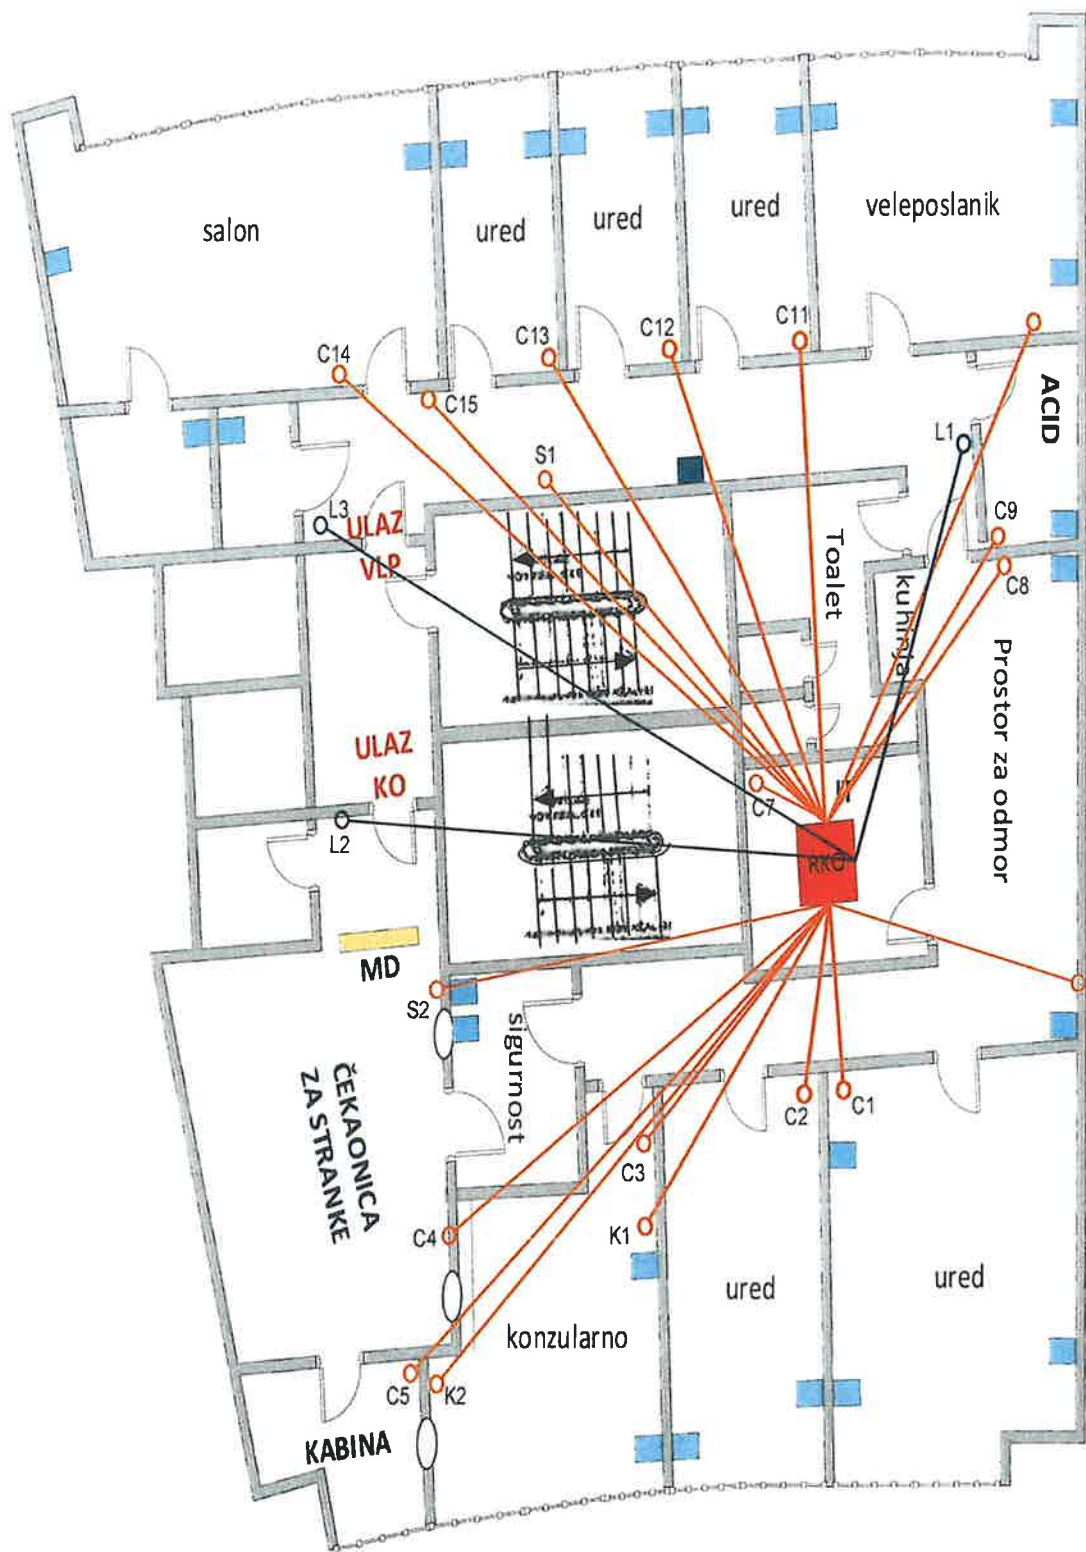 salon
ured
ured
ured
veleposlanik
C14
C15
C13
C12
C11
ACID
L1
S1
L3
ULAZ
VLP
C9
C8
Toalet
kuhinja
Prostor za odmor
ULAZ
KO
C7
IT
RKO
L2
MD
S2
sigurnost
ČEKAONICA
ZA STRANKE
C2
C1
C3
C4
K1
ured
ured
konzularno
C5
K2
KABINA